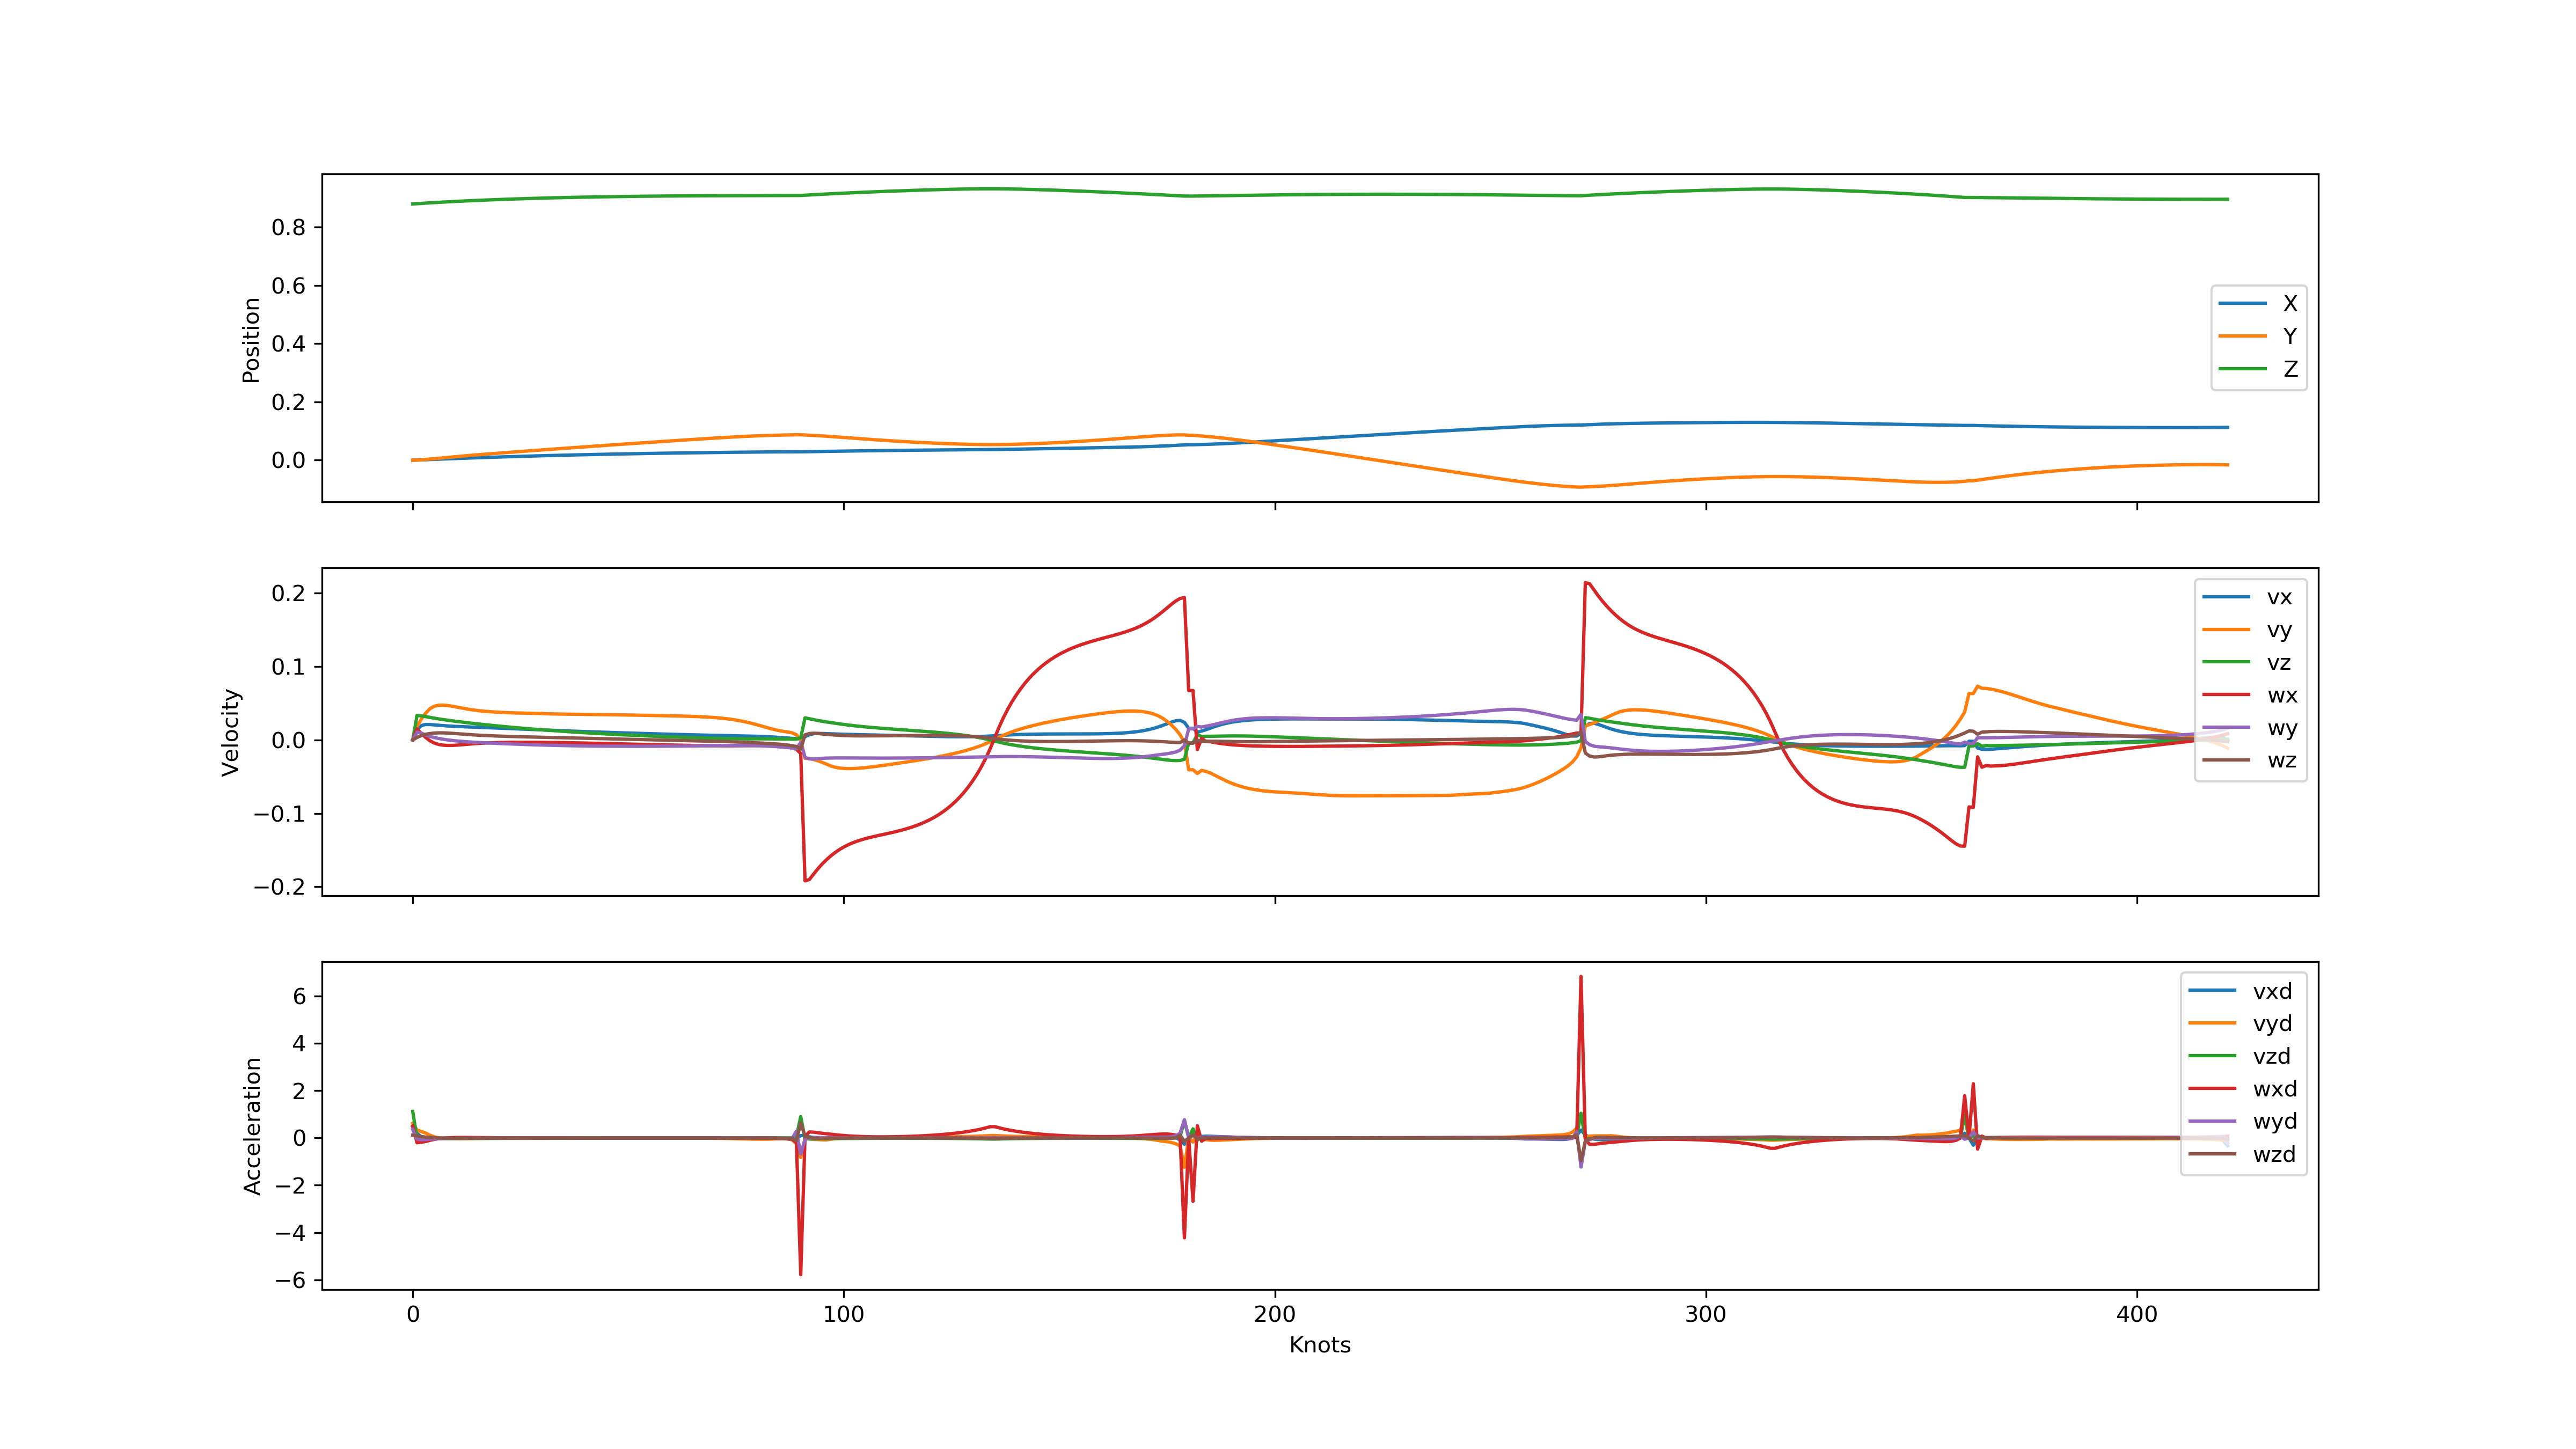 Position
0.8
0.6
0.4
0.2
0.0
X
Y
Z
Velocity
0.2
0.1
0.0
−0.1
−0.2
vx
vy
vz
wx
wy
wz
Acceleration
6
4
2
0
−2
−4
−6
vxd
vyd
vzd
wxd
wyd
wzd
0 100 200 300 400
Knots